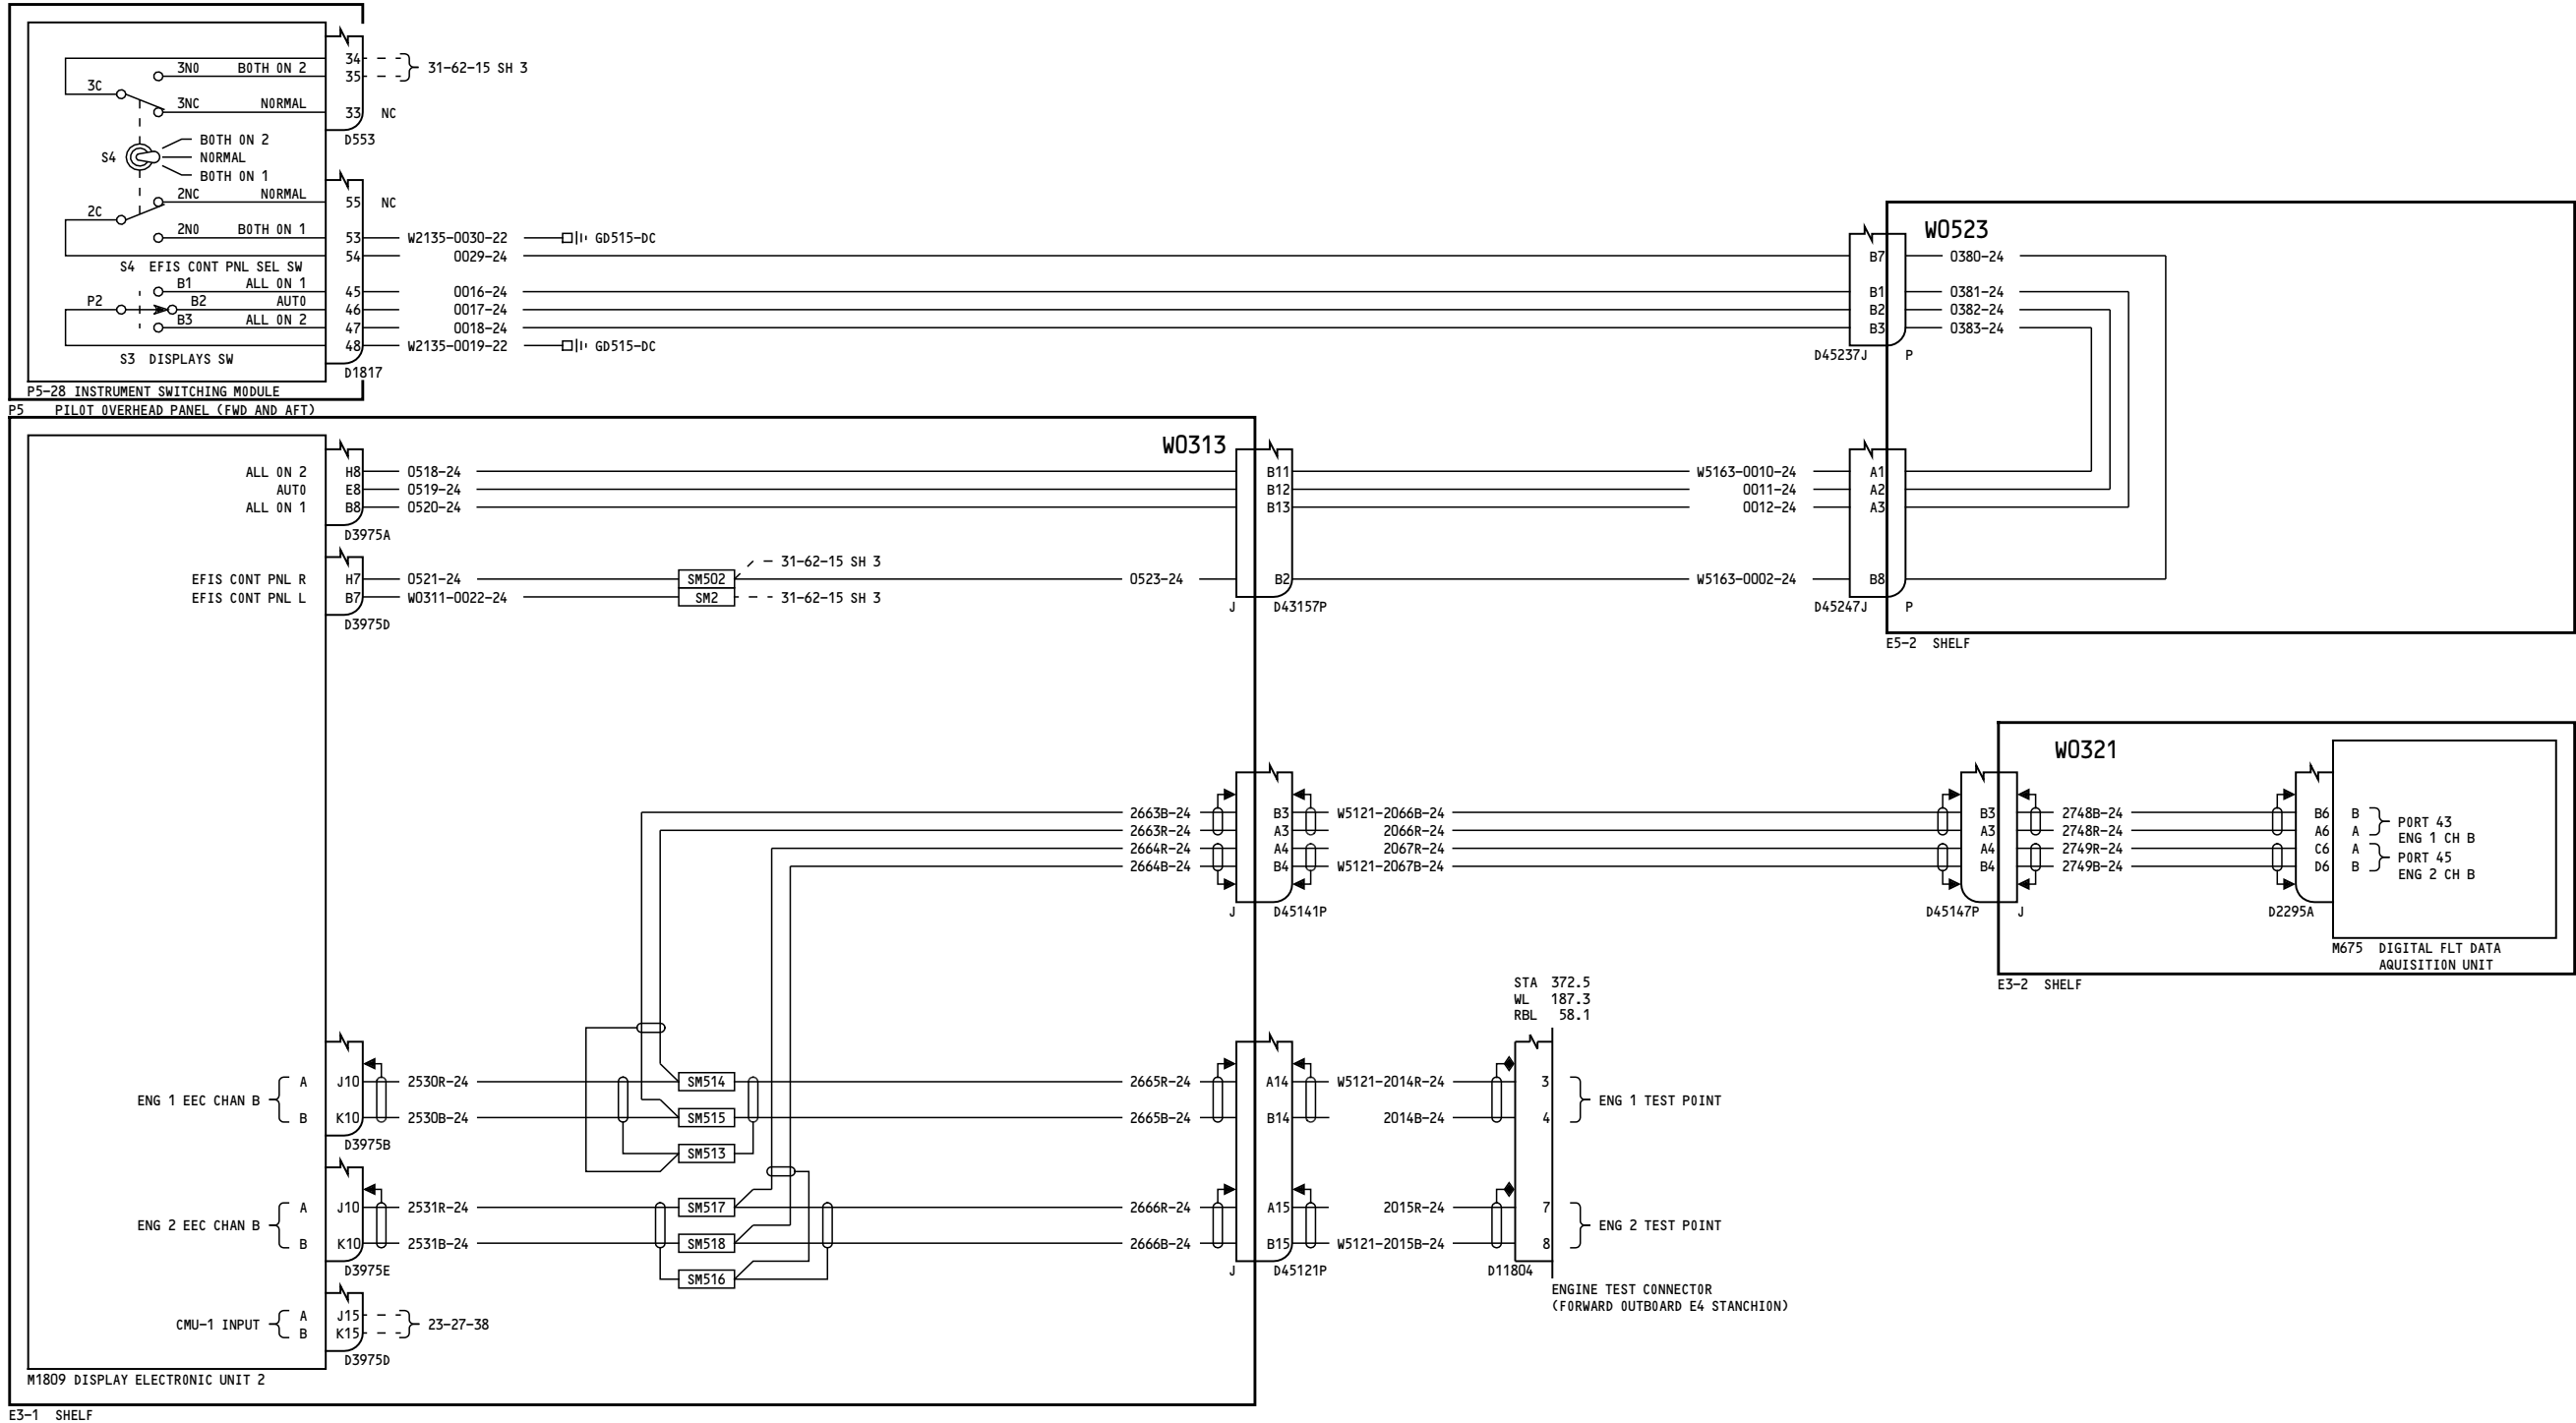 34
3NO BOTH ON 2 35 31-62-15 SH 3
3C
3NC NORMAL 33 NC
D553
BOTH ON 2
S4 NORMAL
BOTH ON 1
2NC NORMAL 55 NC
2C
2NO BOTH ON 1 53 W2135-0030-22 GD515-DC
54 0029-24
S4 EFIS CONT PNL SEL SW
B1 ALL ON 1 45 0016-24
P2 B2 AUTO 46 0017-24
B3 ALL ON 2 47 0018-24
48 W2135-0019-22 GD515-DC
S3 DISPLAYS SW
D1817
P5-28 INSTRUMENT SWITCHING MODULE
P5 PILOT OVERHEAD PANEL (FWD AND AFT)
W0523
B7 0380-24
B1 0381-24
B2 0382-24
B3 0383-24
D45237J P
W0313
ALL ON 2 H8 0518-24 B11 W5163-0010-24 A1
AUTO E8 0519-24 B12 0011-24 A2
ALL ON 1 B8 0520-24 B13 0012-24 A3
D3975A
31-62-15 SH 3
EFIS CONT PNL R H7 0521-24 SM502 0523-24 B2 W5163-0002-24 B8
EFIS CONT PNL L B7 W0311-0022-24 SM2 31-62-15 SH 3
D3975D
J D43157P D45247J P
E5-2 SHELF
W0321
2663B-24 B3 W5121-2066B-24 B3 2748B-24 B6 B
PORT 43
2663R-24 A3 2066R-24 A3 2748R-24 A6 A
ENG 1 CH B
2664R-24 A4 2067R-24 A4 2749R-24 C6 A
PORT 45
2664B-24 B4 W5121-2067B-24 B4 2749B-24 D6 B
ENG 2 CH B
J D45141P D45147P J D2295A
M675 DIGITAL FLT DATA
AQUISITION UNIT
E3-2 SHELF
STA 372.5
WL 187.3
RBL 58.1
A J10 2530R-24 SM514 2665R-24 A14 W5121-2014R-24 3
ENG 1 EEC CHAN B ENG 1 TEST POINT
B K10 2530B-24 SM515 2665B-24 B14 2014B-24 4
D3975B
SM513
A J10 2531R-24 SM517 2666R-24 A15 2015R-24 7
ENG 2 EEC CHAN B ENG 2 TEST POINT
B K10 2531B-24 SM518 2666B-24 B15 W5121-2015B-24 8
D3975E
SM516
J D45121P D11804
ENGINE TEST CONNECTOR
(FORWARD OUTBOARD E4 STANCHION)
A J15
CMU-1 INPUT 23-27-38
B K15
D3975D
M1809 DISPLAY ELECTRONIC UNIT 2
E3-1 SHELF